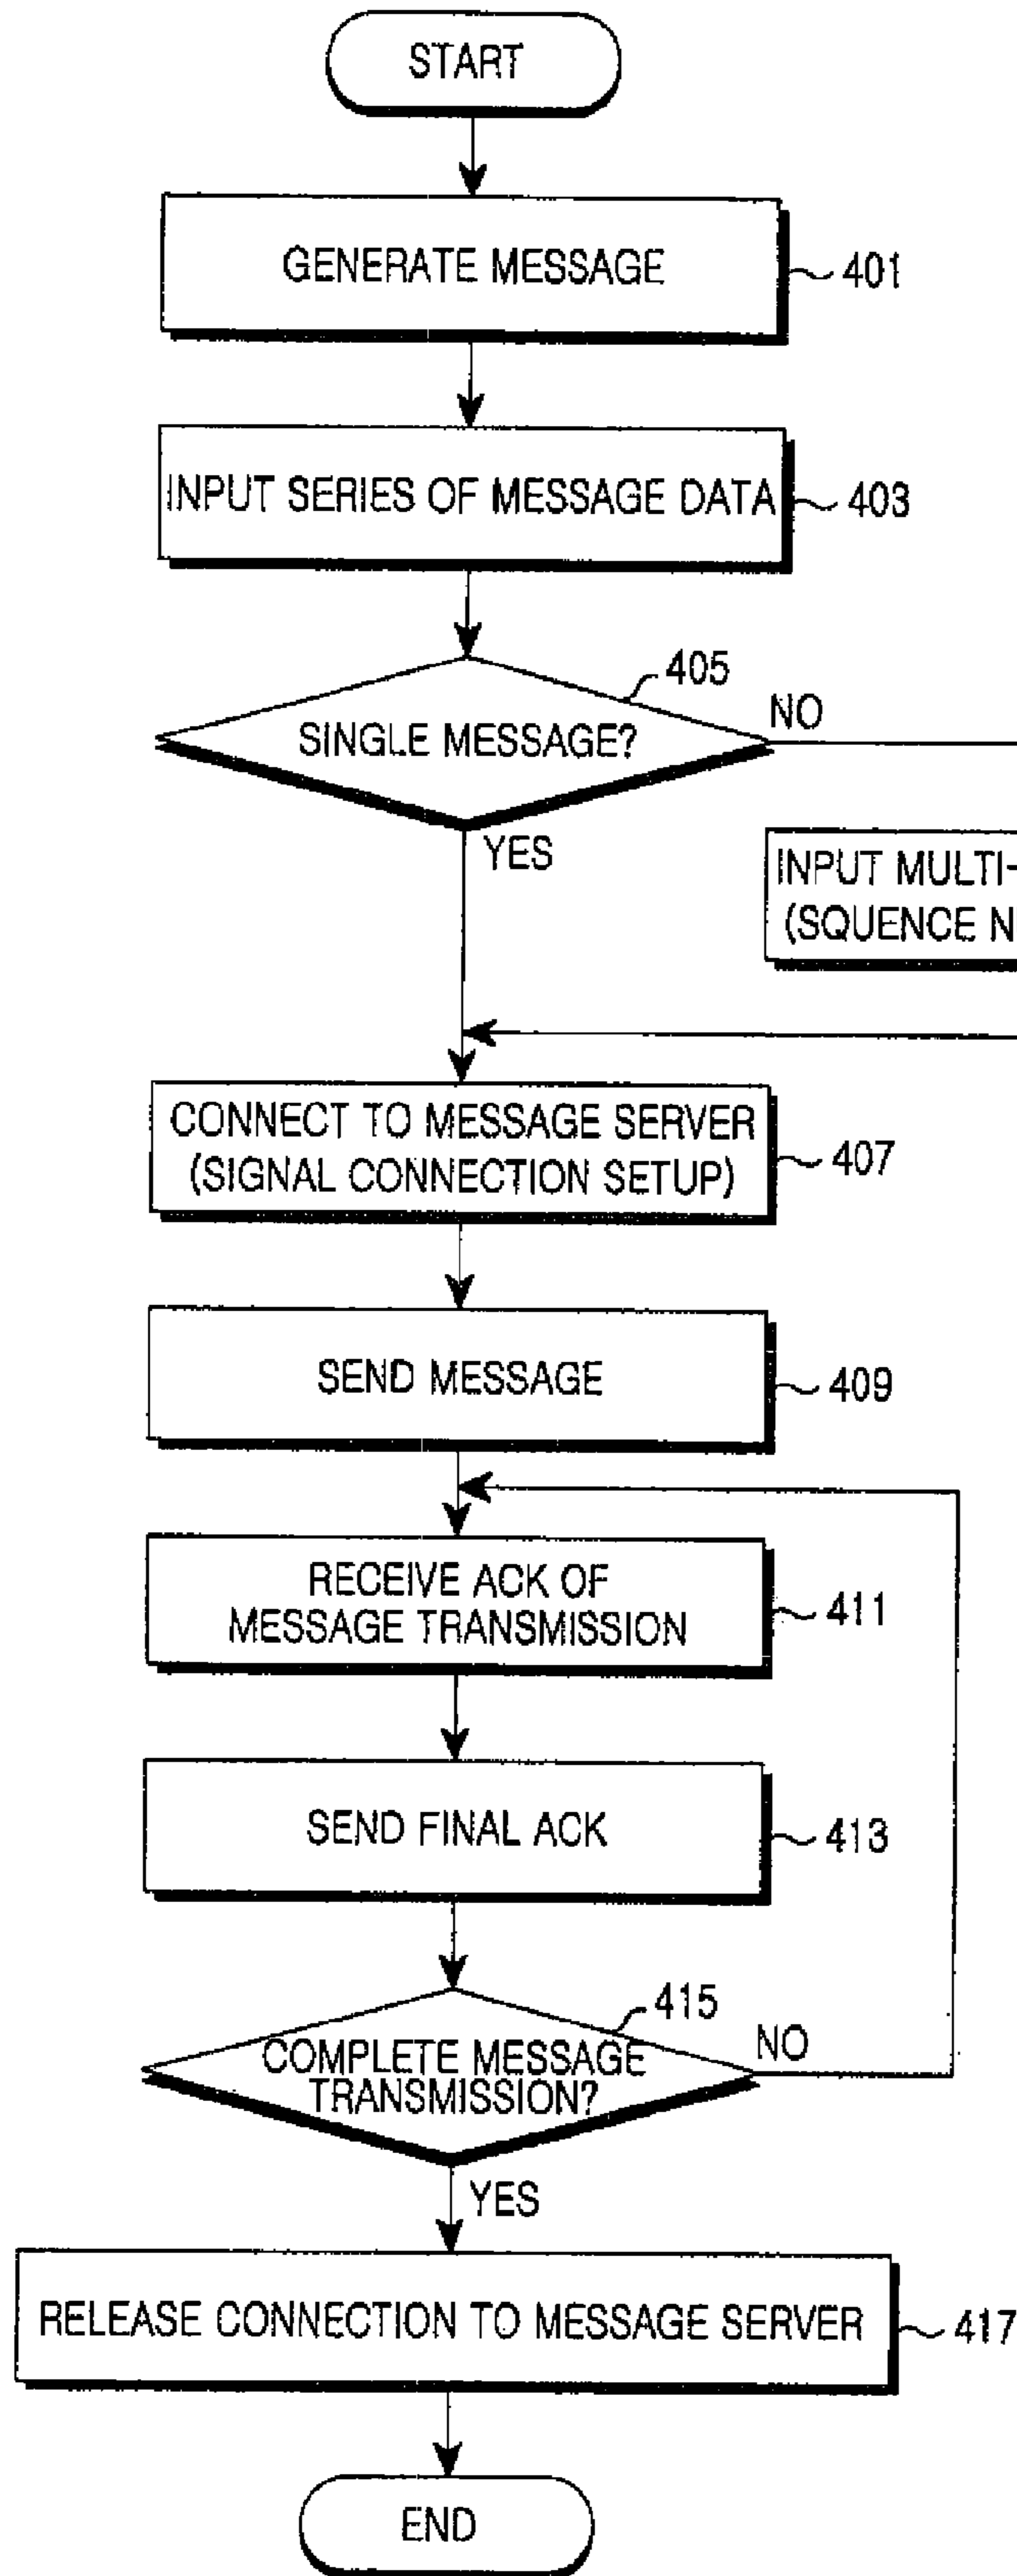 START
GENERATE MESSAGE
401
INPUT SERIES OF MESSAGE DATA
403
405
SINGLE MESSAGE?
NO
YES
INPUT MULTI-
(SQUENCE N
CONNECT TO MESSAGE SERVER
(SIGNAL CONNECTION SETUP)
407
SEND MESSAGE
409
RECEIVE ACK OF
MESSAGE TRANSMISSION
411
SEND FINAL ACK
413
415
COMPLETE MESSAGE
TRANSMISSION?
NO
YES
RELEASE CONNECTION TO MESSAGE SERVER
417
END